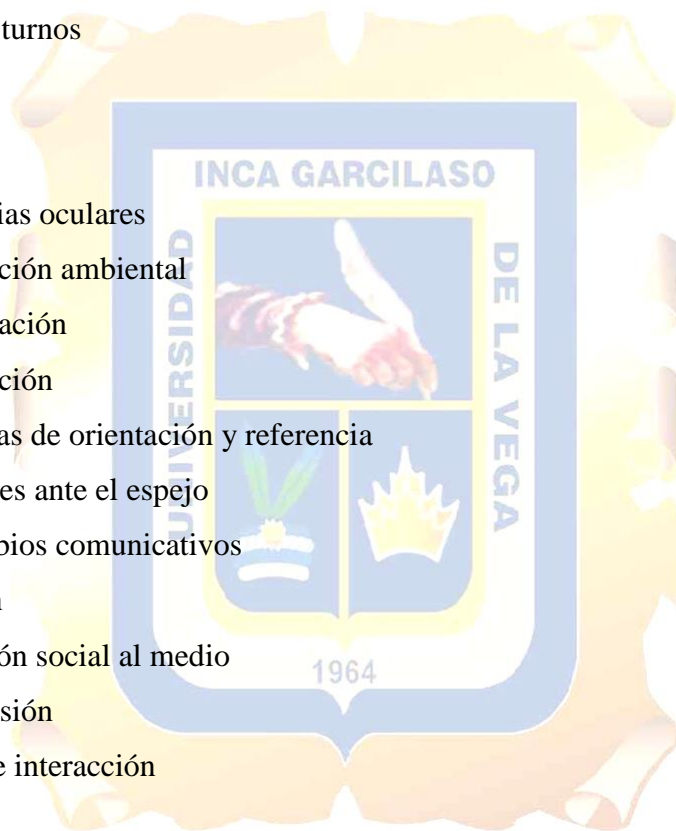 turnos
INCA GARCILASO
UNIVERSIDAD
DE LA VEGA
ias oculares
ción ambiental
ación
ción
as de orientación y referencia
es ante el espejo
bios comunicativos
n
ón social al medio
1964
sión
e interacción